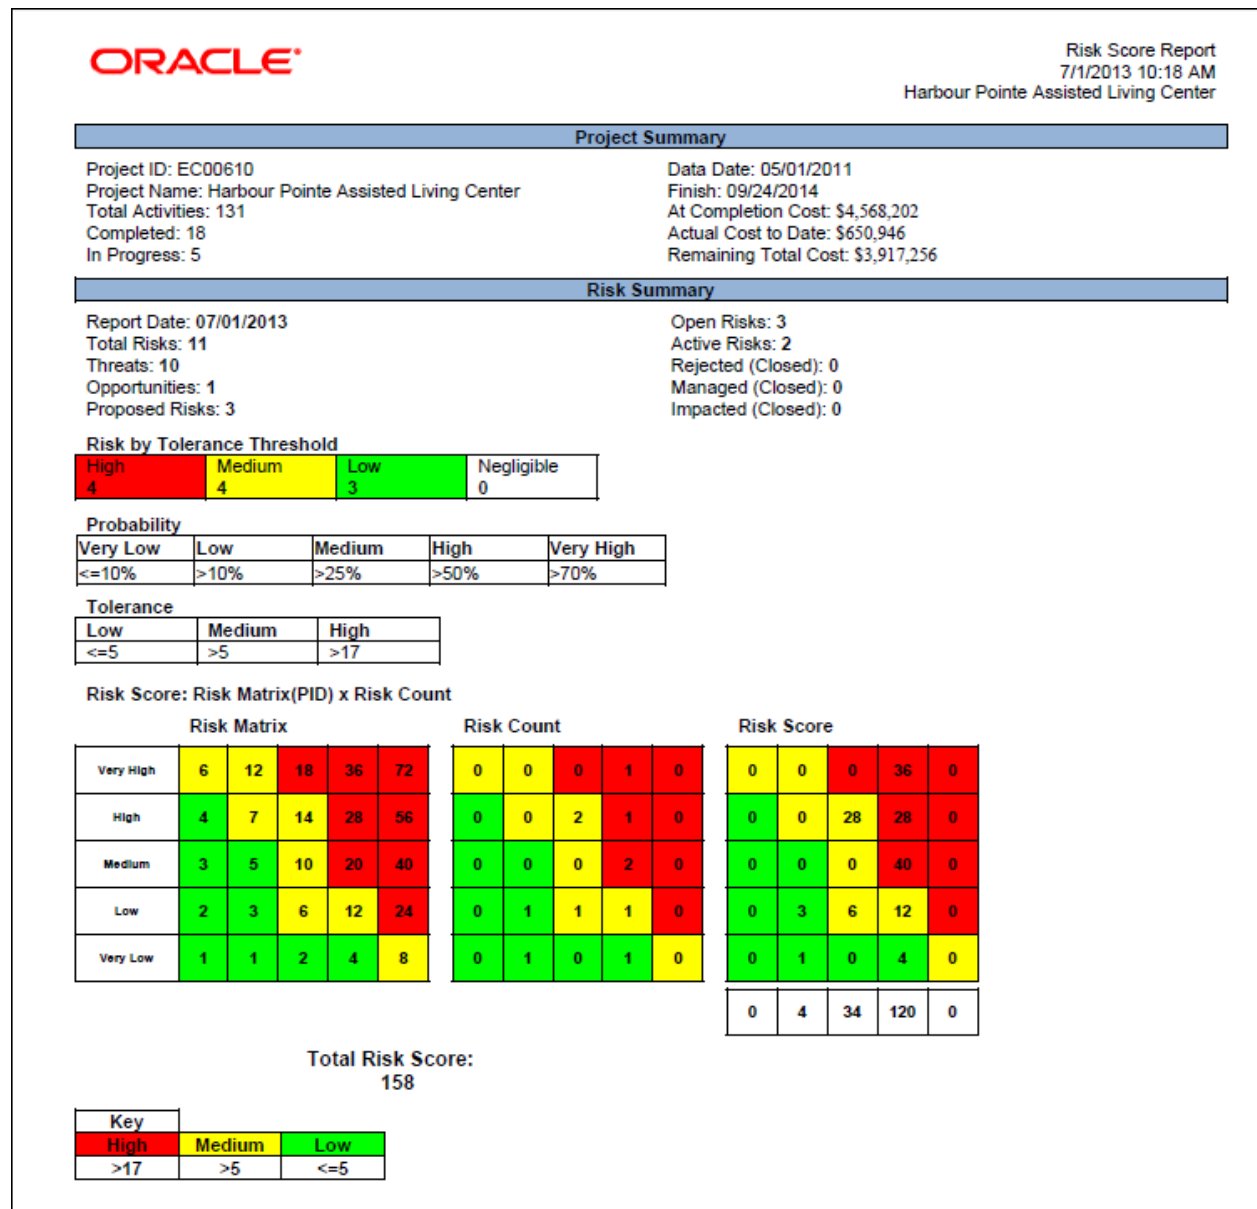 ORACLE
Risk Score Report
7/1/2013 10:18 AM
Harbour Pointe Assisted Living Center
Project Summary
Project ID: EC00610
Project Name: Harbour Pointe Assisted Living Center
Total Activities: 131
Completed: 18
In Progress: 5
Data Date: 05/01/2011
Finish: 09/24/2014
At Completion Cost: $4,568,202
Actual Cost to Date: $650,946
Remaining Total Cost: $3,917,256
Risk Summary
Report Date: 07/01/2013
Total Risks: 11
Threats: 10
Opportunities: 1
Proposed Risks: 3
Open Risks: 3
Active Risks: 2
Rejected (Closed): 0
Managed (Closed): 0
Impacted (Closed): 0
Risk by Tolerance Threshold
High Medium Low Negligible
4 4 3 0
Probability
Very Low Low Medium High Very High
<=10% >10% >25% >50% >70%
Tolerance
Low Medium High
<=5 >5 >17
Risk Score: Risk Matrix(PID) x Risk Count
Risk Matrix Risk Count Risk Score
Very High 6 12 18 36 72 0 0 0 1 0 0 0 0 36 0
High 4 7 14 28 56 0 0 2 1 0 0 0 28 28 0
Medium 3 5 10 20 40 0 0 0 2 0 0 0 0 40 0
Low 2 3 6 12 24 0 1 1 1 0 0 3 6 12 0
Very Low 1 1 2 4 8 0 1 0 1 0 0 1 0 4 0
0 4 34 120 0
Total Risk Score:
158
Key
High Medium Low
>17 >5 <=5